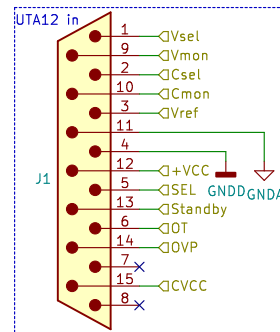 UTA12 in
1 Vsel
9 Vmon
2 Csel
10 Cmon
3 Vref
11
4
12 +VCC
J1
5 SEL
GNDD GNDA
13 Standby
6 OT
14 OVP
7
15 CVCC
8